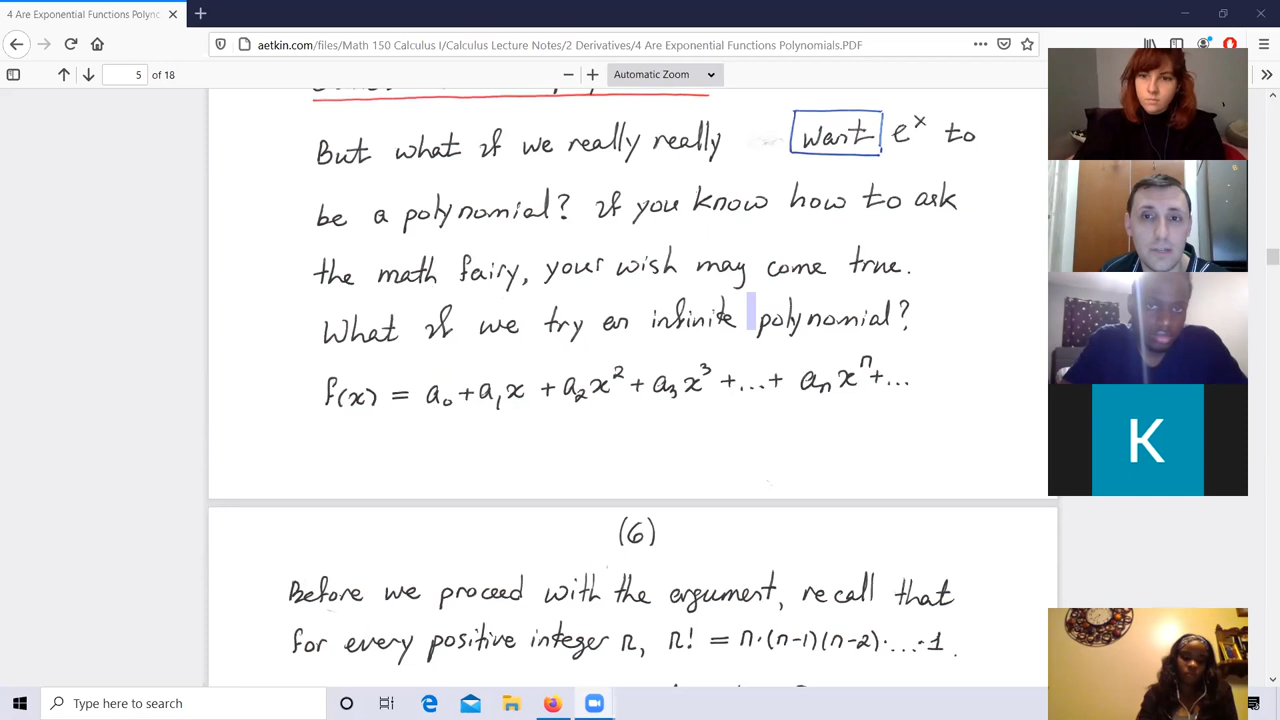 4 Are Exponential Functions Polync
aetkin.com/files/Math 150 Calculus I/Calculus Lecture Notes/2 Derivatives/4 Are Exponential Functions Polynomials.PDF
5 of 18
Automatic Zoom
But what if we really really want eˣ to
be a polynomial? If you know how to ask
the math fairy, your wish may come true.
What if we try an infinite polynomial?
f(x) = a₀ + a₁x + a₂x² + a₃x³ + ... + aₙxⁿ + ...
K
(6)
Before we proceed with the argument, recall that
for every positive integer n, n! = n·(n-1)(n-2)·...·1.
Type here to search